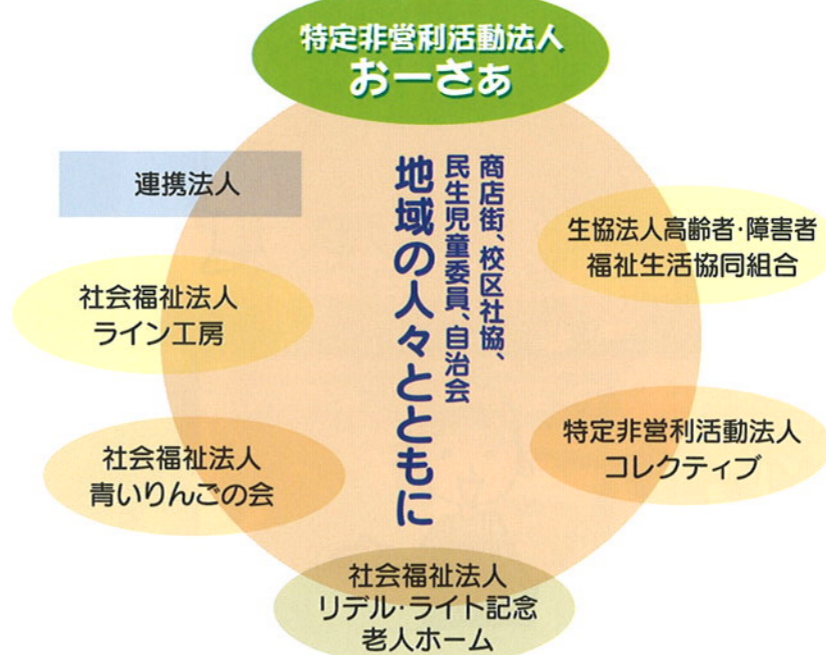 特定非営利活動法人
おーさぁ
商店街、校区社協、
民生児童委員、自治会
地域の人々とともに
連携法人
社会福祉法人
ライン工房
社会福祉法人
青いりんごの会
社会福祉法人
リデル・ライト記念
老人ホーム
生協法人高齢者・障害者
福祉生活協同組合
特定非営利活動法人
コレクティブ